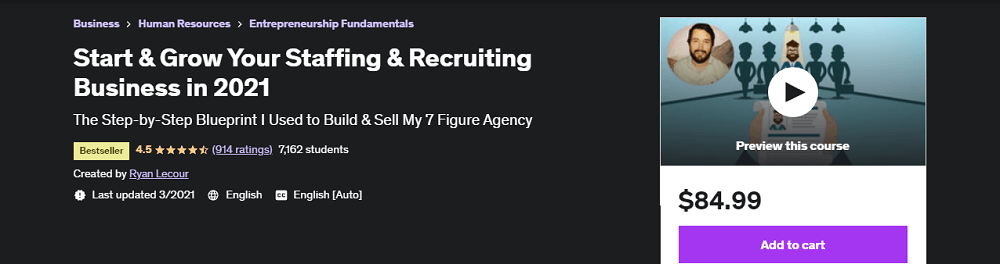 Business > Human Resources > Entrepreneurship Fundamentals
Start & Grow Your Staffing & Recruiting
Business in 2021
The Step-by-Step Blueprint I Used to Build & Sell My 7 Figure Agency
Bestseller 4.5 (914 ratings) 7,162 students
Created by Ryan Lecour
Last updated 3/2021 English CC English [Auto]
Preview this course
$84.99
Add to cart